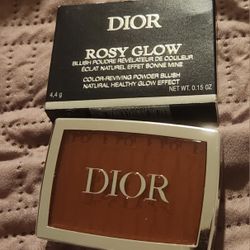 DIOR
ROSY GLOW
BLUSH POUDRE RÉVÉLATEUR DE COULEUR
ÉCLAT NATUREL EFFET BONNE MINE
COLOR-REVIVING POWDER BLUSH
NATURAL HEALTHY GLOW EFFECT
4,4 g
NET WT. 0.15 OZ
DIOR